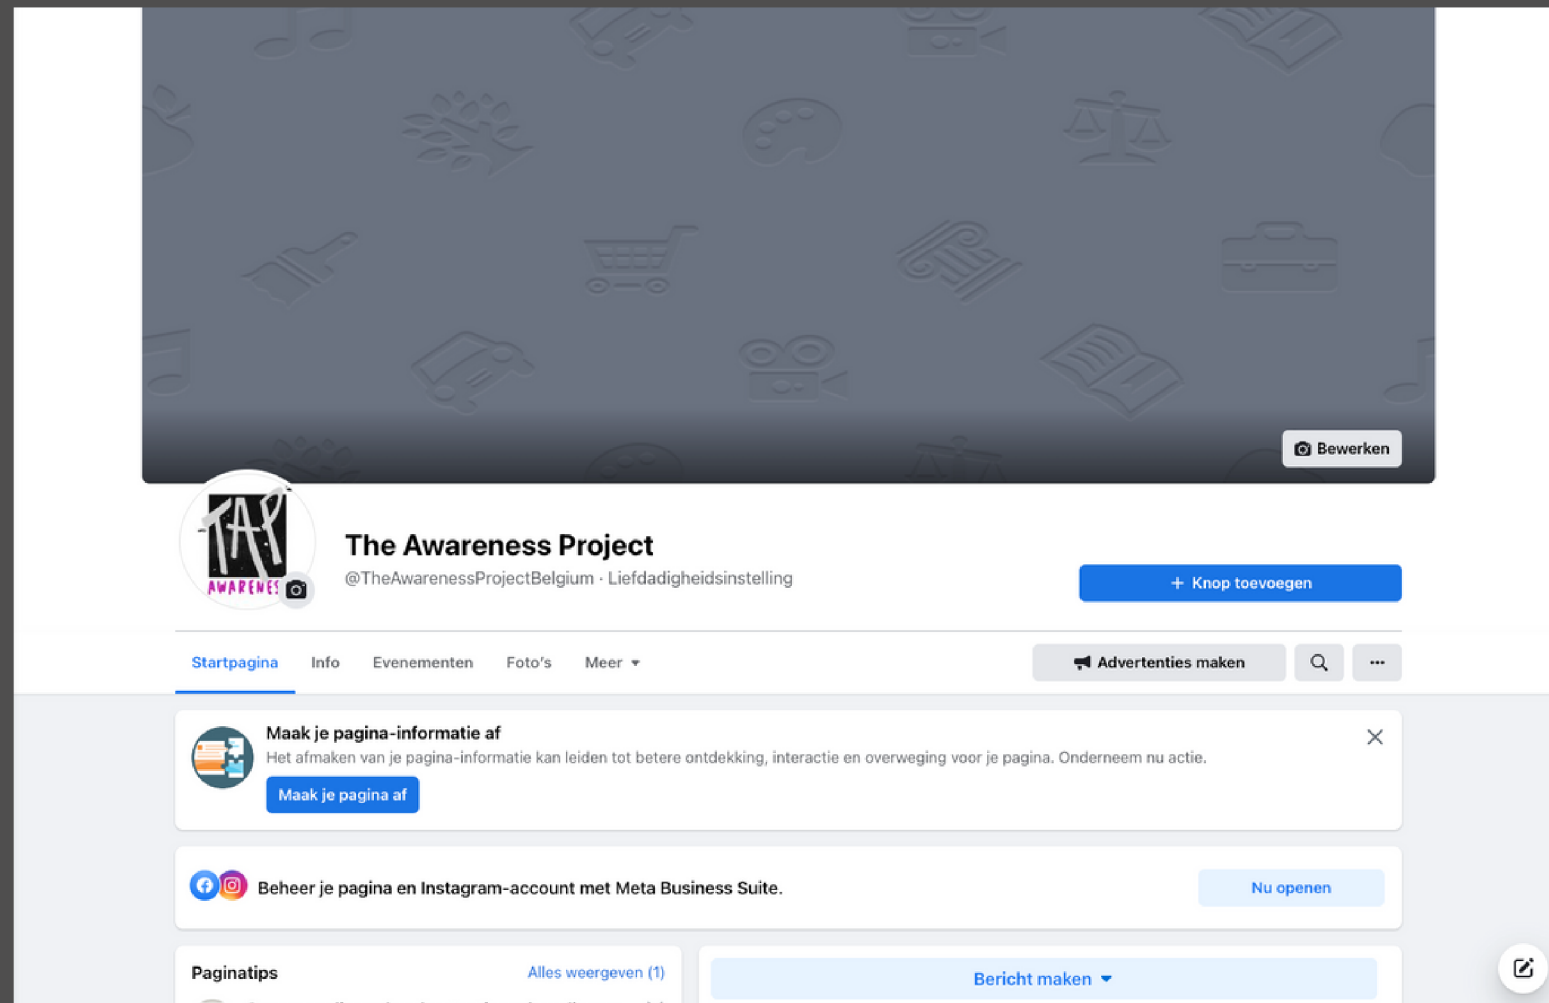 Bewerken
TAP
AWARENES
The Awareness Project
@TheAwarenessProjectBelgium · Liefdadigheidsinstelling
+ Knop toevoegen
Startpagina Info Evenementen Foto's Meer
Advertenties maken
Maak je pagina-informatie af
Het afmaken van je pagina-informatie kan leiden tot betere ontdekking, interactie en overweging voor je pagina. Onderneem nu actie.
Maak je pagina af
Beheer je pagina en Instagram-account met Meta Business Suite.
Nu openen
Paginatips Alles weergeven (1)
Bericht maken